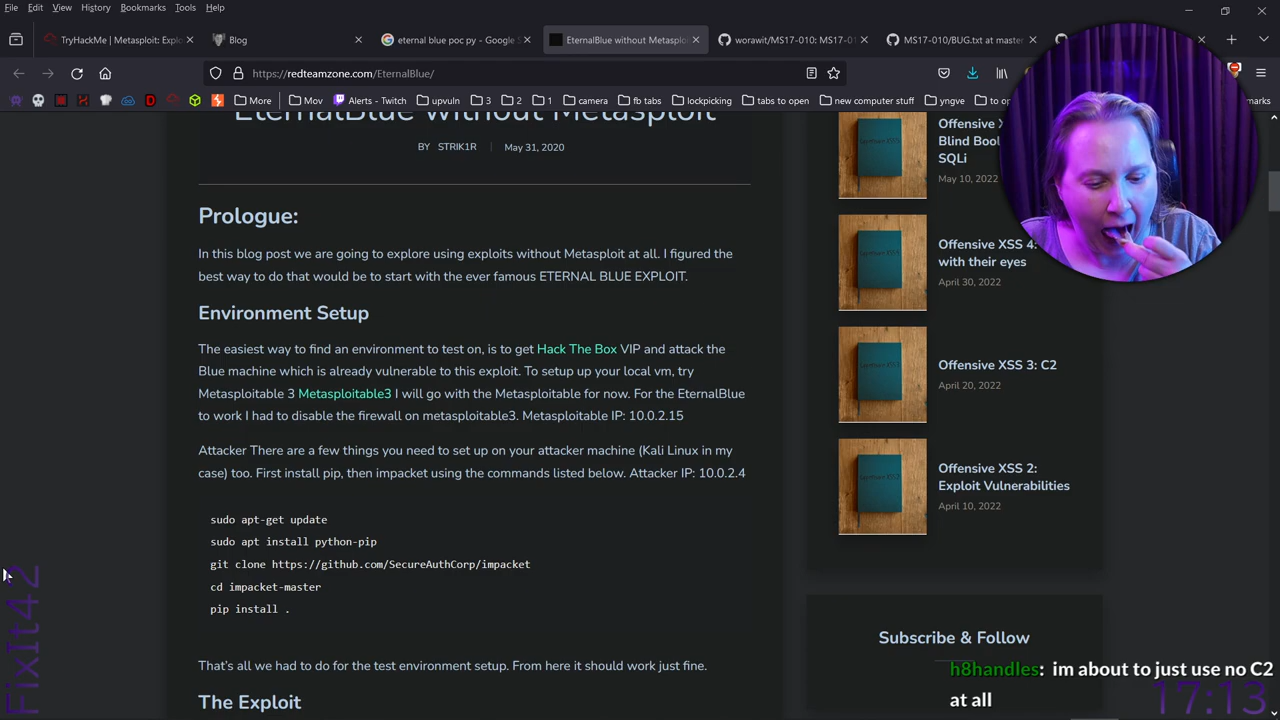 File Edit View History Bookmarks Tools Help
TryHackMe | Metasploit: Explo
Blog
eternal blue poc py - Google S
EternalBlue without Metasplo
worawit/MS17-010: MS17-01
MS17-010/BUG.txt at master
https://redteamzone.com/EternalBlue/
More
Mov
Alerts - Twitch
upvuln
3
2
1
camera
fb tabs
lockpicking
tabs to open
new computer stuff
yngve
EternalBlue without Metasploit
BY STRIK1R May 31, 2020
Prologue:
In this blog post we are going to explore using exploits without Metasploit at all. I figured the
best way to do that would be to start with the ever famous ETERNAL BLUE EXPLOIT.
Environment Setup
The easiest way to find an environment to test on, is to get Hack The Box VIP and attack the
Blue machine which is already vulnerable to this exploit. To setup up your local vm, try
Metasploitable 3 Metasploitable3 I will go with the Metasploitable for now. For the EternalBlue
to work I had to disable the firewall on metasploitable3. Metasploitable IP: 10.0.2.15
Attacker There are a few things you need to set up on your attacker machine (Kali Linux in my
case) too. First install pip, then impacket using the commands listed below. Attacker IP: 10.0.2.4
sudo apt-get update
sudo apt install python-pip
git clone https://github.com/SecureAuthCorp/impacket
cd impacket-master
pip install .
That's all we had to do for the test environment setup. From here it should work just fine.
The Exploit
Offensive
Blind
SQLi
May 10, 2022
Offensive XSS 4:
with their eyes
April 30, 2022
Offensive XSS 3: C2
April 20, 2022
Offensive XSS 2:
Exploit Vulnerabilities
April 10, 2022
Subscribe & Follow
h8handles: im about to just use no C2
at all
17:13
FixIt42